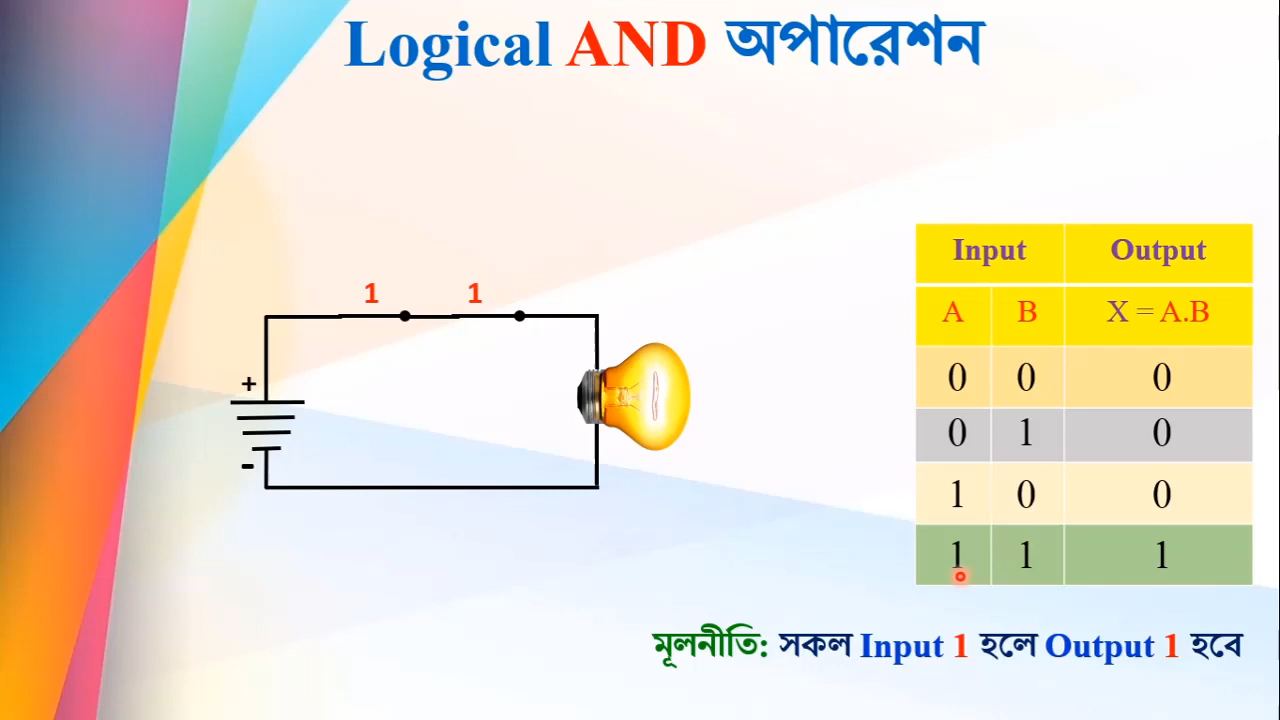 Logical AND অপারেশন
1 1
+
-
Input Output
A B X = A.B
0 0 0
0 1 0
1 0 0
1 1 1
মূলনীতি: সকল Input 1 হলে Output 1 হবে